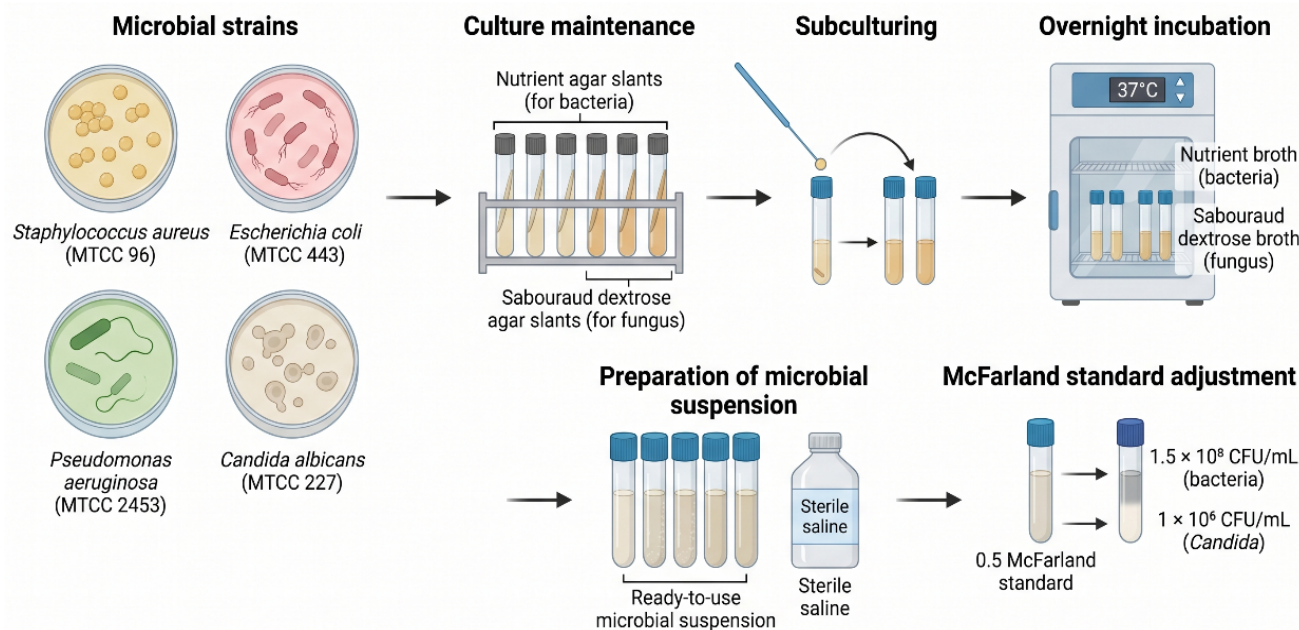 Microbial strains
Staphylococcus aureus
(MTCC 96)
Escherichia coli
(MTCC 443)
Pseudomonas
aeruginosa
(MTCC 2453)
Candida albicans
(MTCC 227)
Culture maintenance
Nutrient agar slants
(for bacteria)
Sabouraud dextrose
agar slants (for fungus)
Subculturing
Overnight incubation
37°C
Nutrient broth
(bacteria)
Sabouraud
dextrose broth
(fungus)
Preparation of microbial
suspension
Ready-to-use
microbial suspension
Sterile
saline
Sterile
saline
McFarland standard adjustment
0.5 McFarland
standard
1.5 × 10⁸ CFU/mL
(bacteria)
1 × 10⁶ CFU/mL
(Candida)